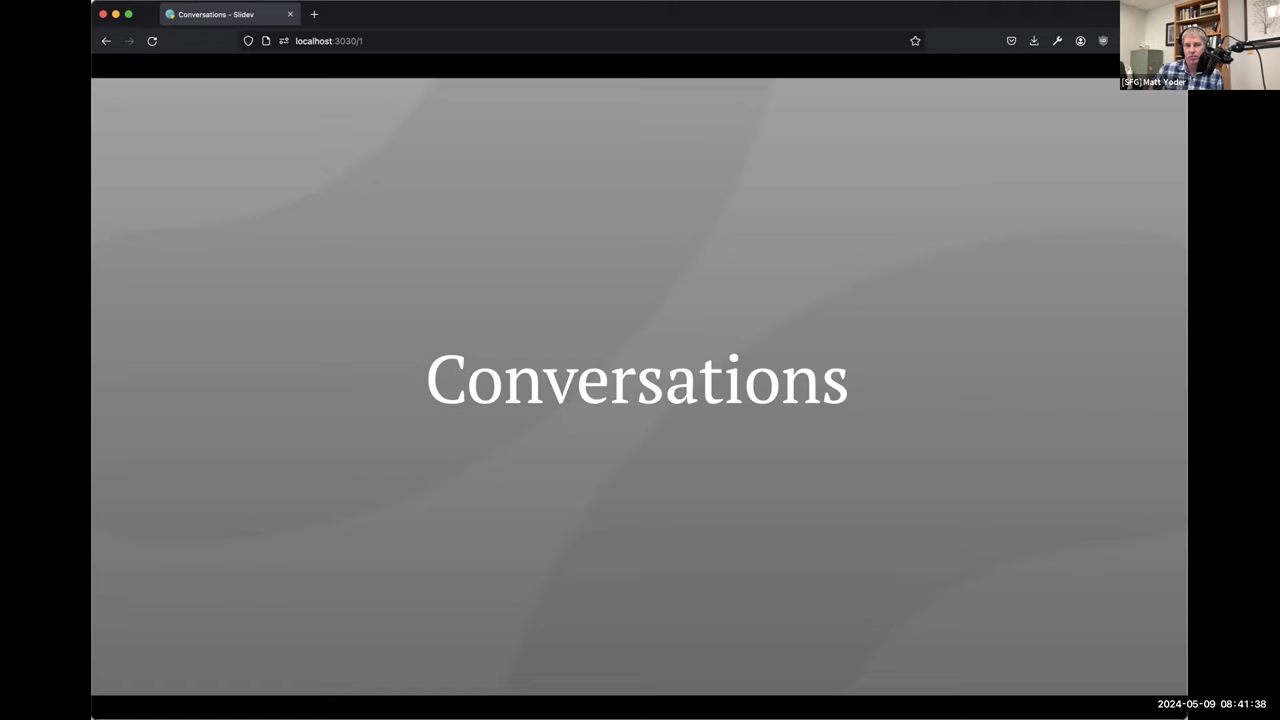 Conversations - Slidev
localhost:3030/1
[SFG] Matt Yoder
Conversations
2024-05-09 08:41:38